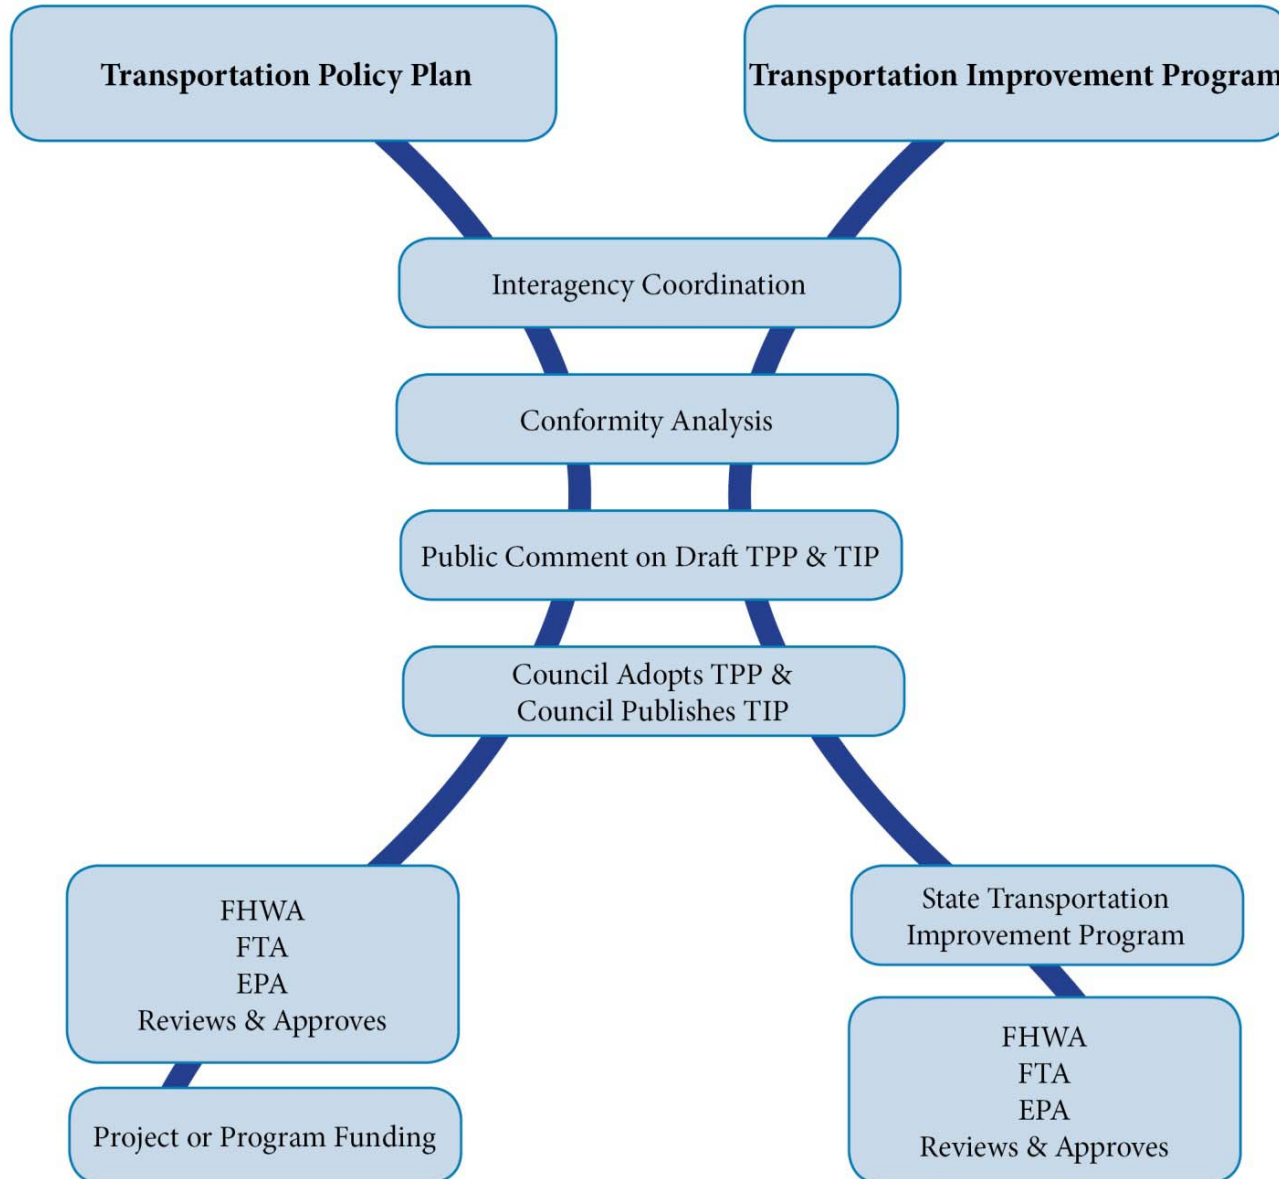 Transportation Policy Plan
Transportation Improvement Program
Interagency Coordination
Conformity Analysis
Public Comment on Draft TPP & TIP
Council Adopts TPP &
Council Publishes TIP
FHWA
FTA
EPA
Reviews & Approves
Project or Program Funding
State Transportation
Improvement Program
FHWA
FTA
EPA
Reviews & Approves